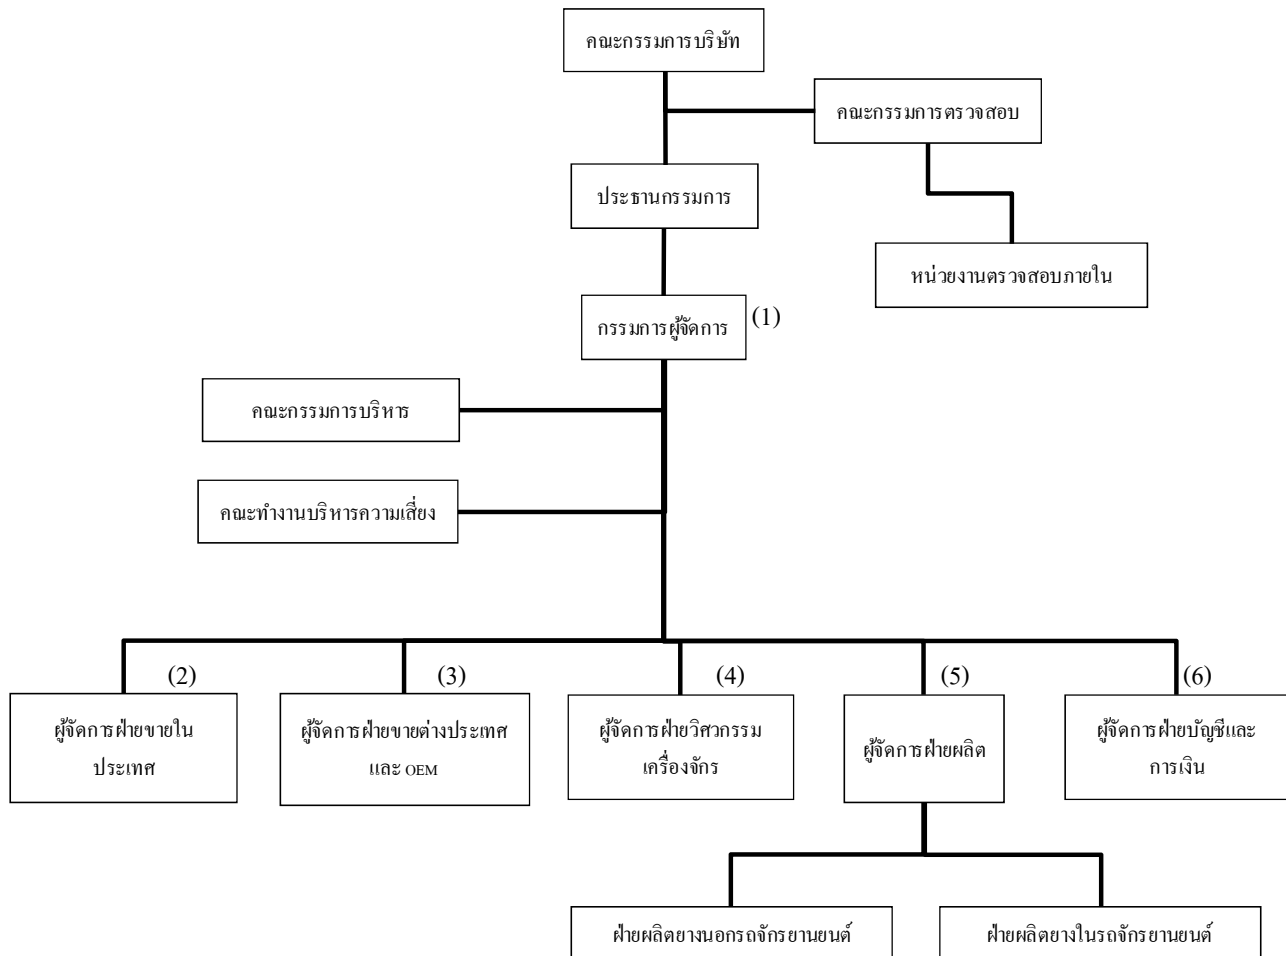 คณะกรรมการบริษัท
คณะกรรมการตรวจสอบ
ประธานกรรมการ
หน่วยงานตรวจสอบภายใน
กรรมการผู้จัดการ
(1)
คณะกรรมการบริหาร
คณะทำงานบริหารความเสี่ยง
(2)
(3)
(4)
(5)
(6)
ผู้จัดการฝ่ายขายใน
ประเทศ
ผู้จัดการฝ่ายขายต่างประเทศ
และ OEM
ผู้จัดการฝ่ายวิศวกรรม
เครื่องจักร
ผู้จัดการฝ่ายผลิต
ผู้จัดการฝ่ายบัญชีและ
การเงิน
ฝ่ายผลิตยางนอกรถจักรยานยนต์
ฝ่ายผลิตยางในรถจักรยานยนต์